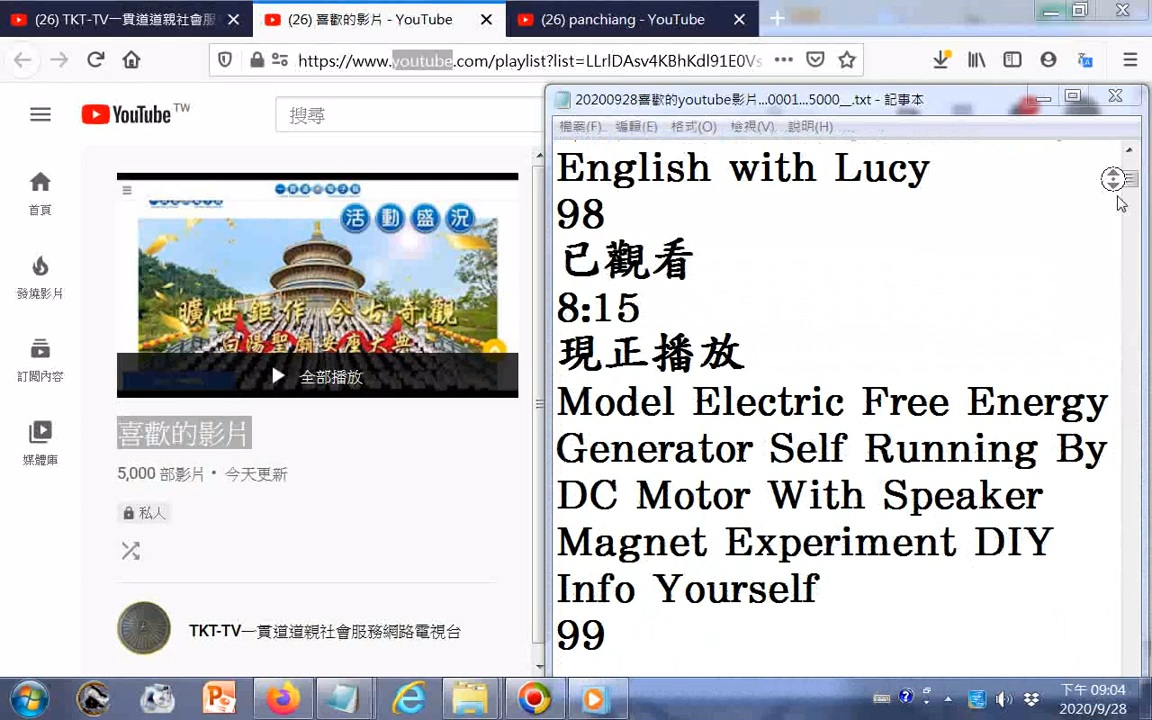 (26) TKT-TV一貫道道親社會服
(26) 喜歡的影片 - YouTube
(26) panchiang - YouTube
https://www.youtube.com/playlist?list=LLrlDAsv4KBhKdl91E0Vs
YouTube TW
搜尋
首頁
發燒影片
訂閱內容
媒體庫
活動盛況
曠世鉅作 今古奇觀
白陽聖廟安座大典
全部播放
喜歡的影片
5,000 部影片 • 今天更新
私人
TKT-TV一貫道道親社會服務網路電視台
20200928喜歡的youtube影片...0001...5000__.txt - 記事本
檔案(F) 編輯(E) 格式(O) 檢視(V) 說明(H)
English with Lucy
98
已觀看
8:15
現正播放
Model Electric Free Energy
Generator Self Running By
DC Motor With Speaker
Magnet Experiment DIY
Info Yourself
99
下午 09:04
2020/9/28